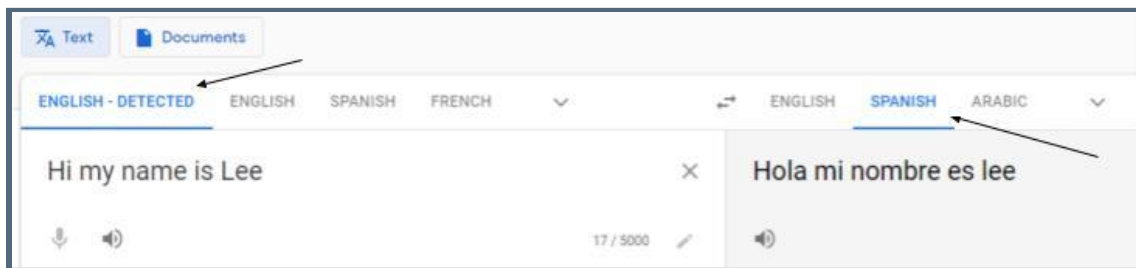 Text Documents
ENGLISH - DETECTED ENGLISH SPANISH FRENCH ENGLISH SPANISH ARABIC
Hi my name is Lee Hola mi nombre es lee
17 / 5000